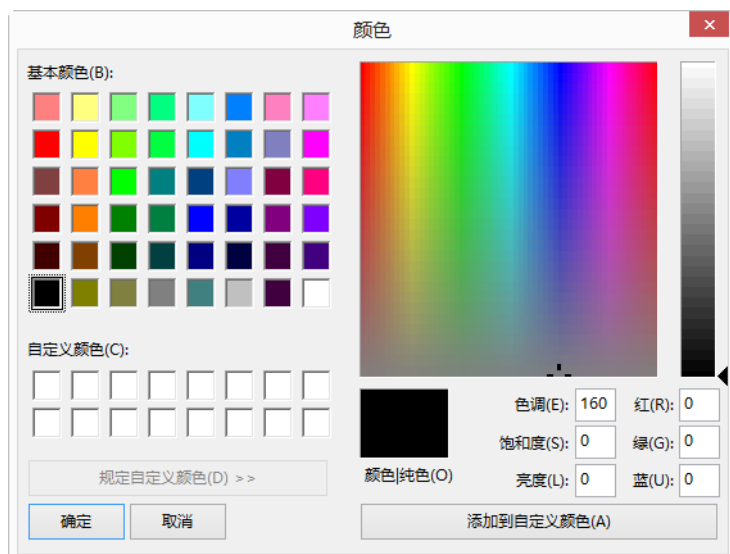 颜色
基本颜色(B):
自定义颜色(C):
规定自定义颜色(D) >>
确定
取消
颜色|纯色(O)
色调(E): 160
红(R): 0
饱和度(S): 0
绿(G): 0
亮度(L): 0
蓝(U): 0
添加到自定义颜色(A)